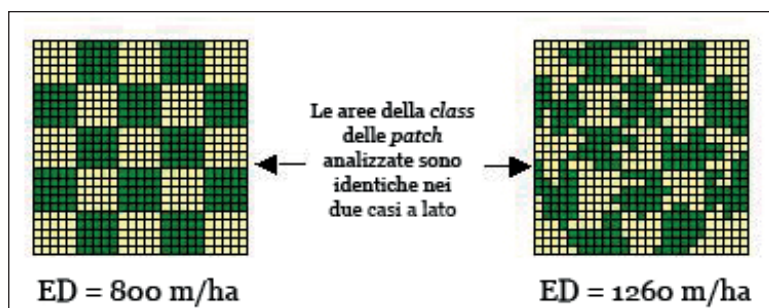 Le aree della class
delle patch
analizzate sono
identiche nei
due casi a lato
ED = 800 m/ha
ED = 1260 m/ha